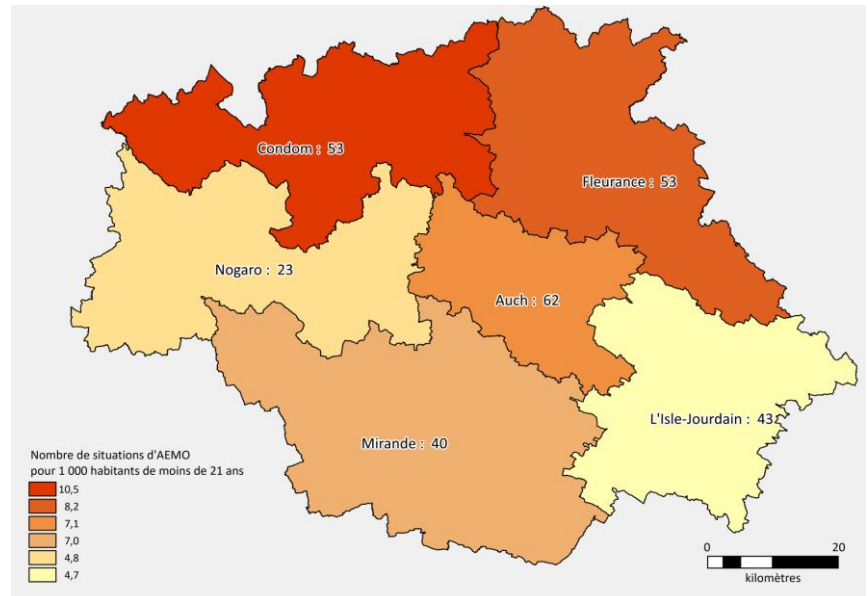 Condom : 53
Fleurance : 53
Nogaro : 23
Auch : 62
L'Isle-Jourdain : 43
Mirande : 40
Nombre de situations d'AEMO
pour 1 000 habitants de moins de 21 ans
10,5
8,2
7,1
7,0
4,8
4,7
0 20
kilomètres